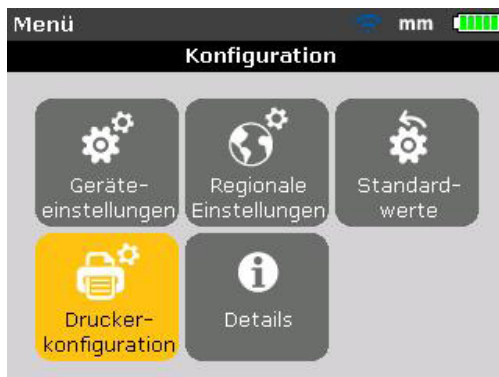 Menü mm
Konfiguration
Geräte-
einstellungen
Regionale
Einstellungen
Standard-
werte
Drucker-
konfiguration
Details